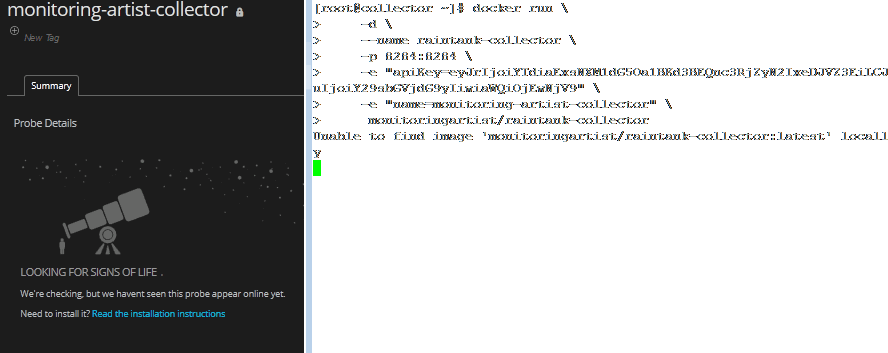 monitoring-artist-collector
New Tag
Summary
Probe Details
LOOKING FOR SIGNS OF LIFE .
We're checking, but we havent seen this probe appear online yet.
Need to install it? Read the installation instructions
[root@collector ~]$ docker run \
> -d \
> --name raintank-collector \
> -p 8284:8284 \
> -e
> -e "name=monitoring-artist-collector" \
> monitoringartist/raintank-collector
Unable to find image 'monitoringartist/raintank-collector:latest' locall
y